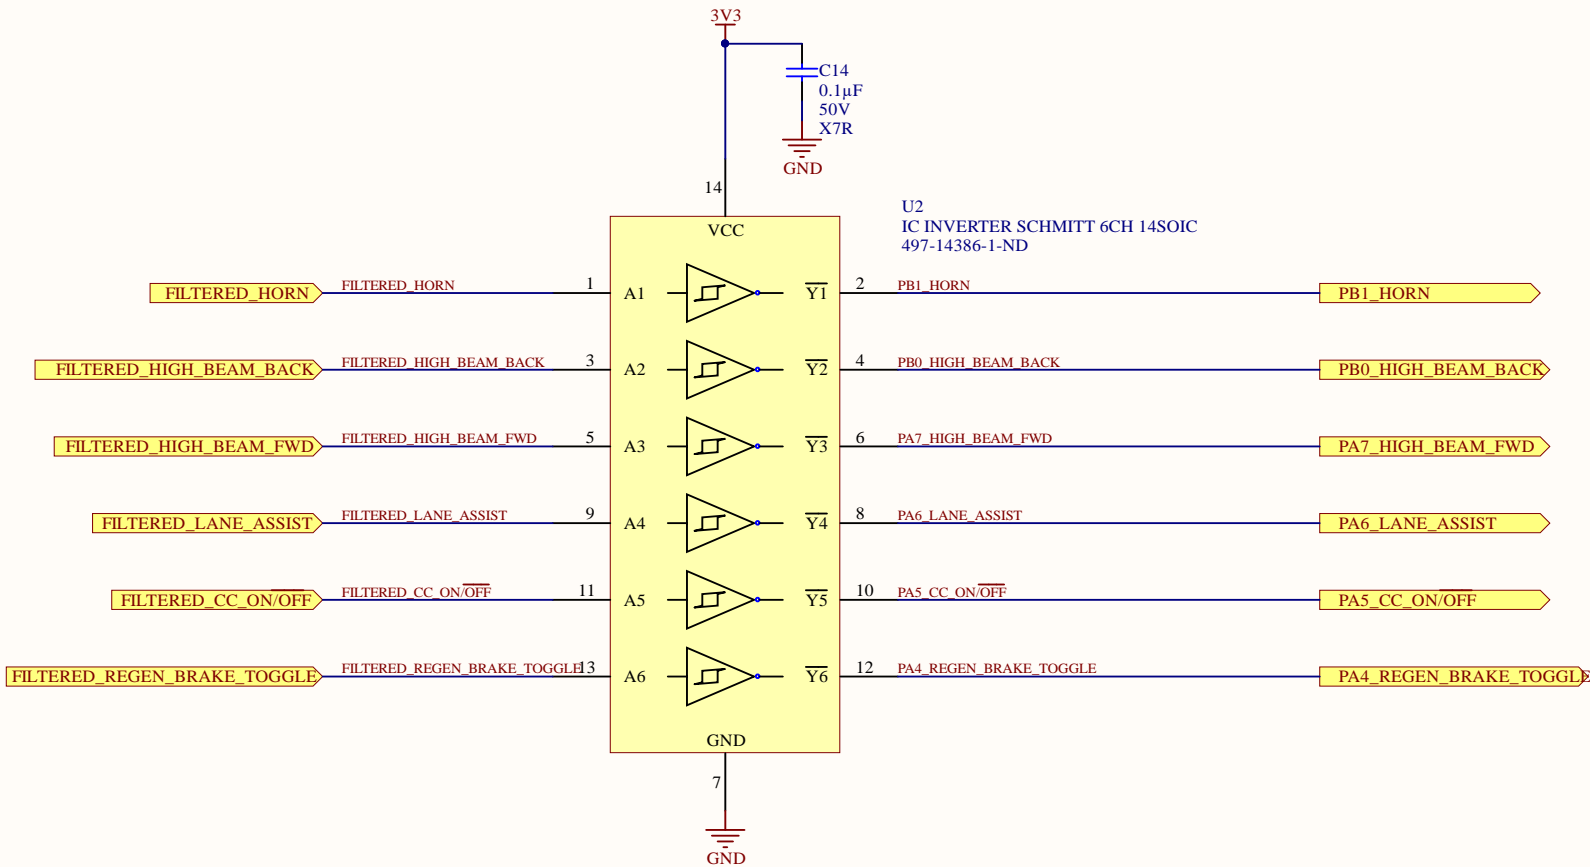 3V3
C14
0.1µF
50V
X7R
GND
14
U2
IC INVERTER SCHMITT 6CH 14SOIC
497-14386-1-ND
VCC
FILTERED_HORN FILTERED_HORN 1 A1 Y1 2 PB1_HORN PB1_HORN
FILTERED_HIGH_BEAM_BACK FILTERED_HIGH_BEAM_BACK 3 A2 Y2 4 PB0_HIGH_BEAM_BACK PB0_HIGH_BEAM_BACK
FILTERED_HIGH_BEAM_FWD FILTERED_HIGH_BEAM_FWD 5 A3 Y3 6 PA7_HIGH_BEAM_FWD PA7_HIGH_BEAM_FWD
FILTERED_LANE_ASSIST FILTERED_LANE_ASSIST 9 A4 Y4 8 PA6_LANE_ASSIST PA6_LANE_ASSIST
FILTERED_CC_ON/OFF FILTERED_CC_ON/OFF 11 A5 Y5 10 PA5_CC_ON/OFF PA5_CC_ON/OFF
FILTERED_REGEN_BRAKE_TOGGLE FILTERED_REGEN_BRAKE_TOGGLE 13 A6 Y6 12 PA4_REGEN_BRAKE_TOGGLE PA4_REGEN_BRAKE_TOGGLE
GND
7
GND